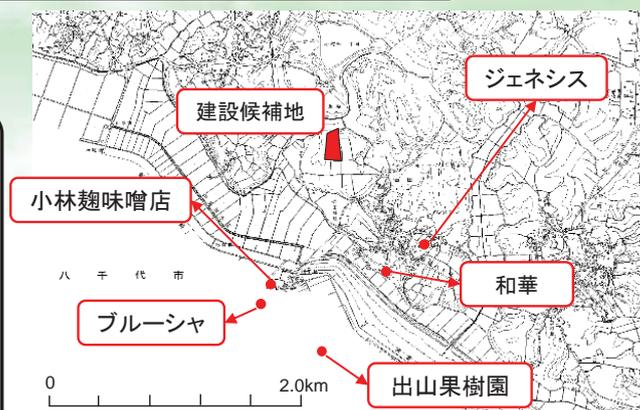 ジェネシス
建設候補地
小林麹味噌店
八千代市
和華
ブルーシャ
出山果樹園
0
2.0km